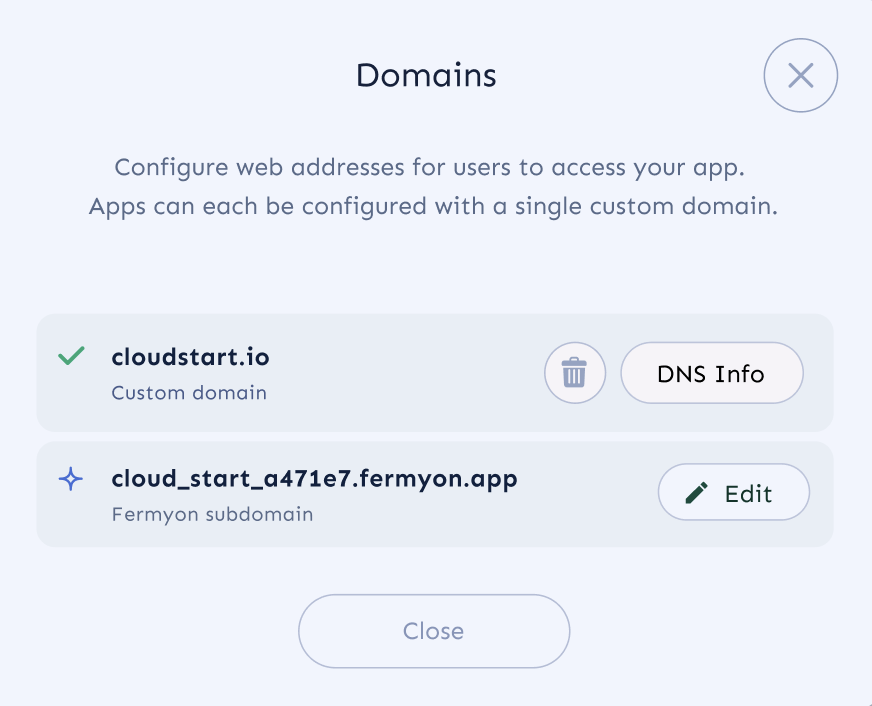 Domains
Configure web addresses for users to access your app.
Apps can each be configured with a single custom domain.
cloudstart.io
Custom domain
DNS Info
cloud_start_a471e7.fermyon.app
Fermyon subdomain
Edit
Close